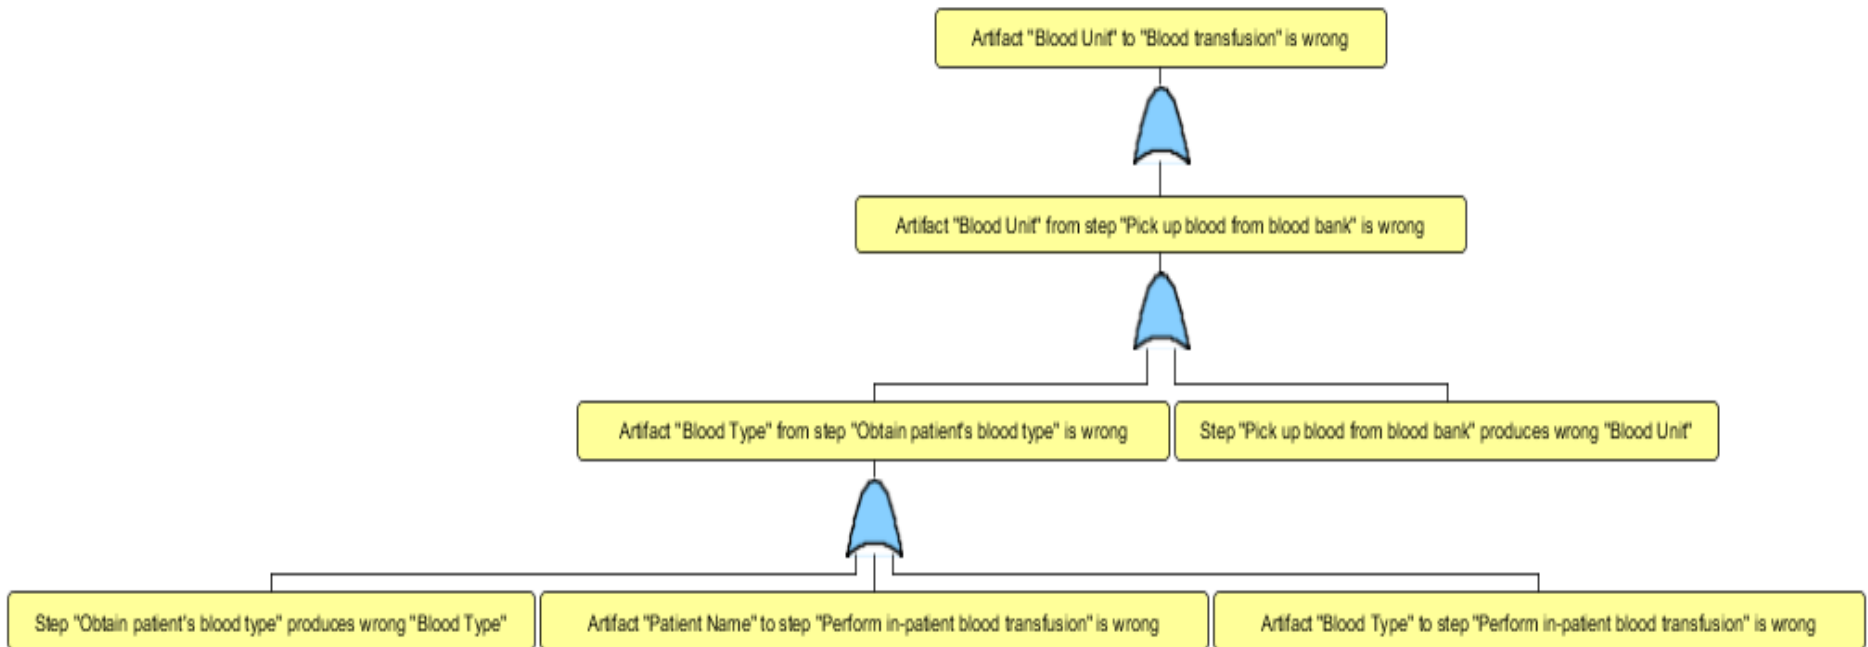 Artifact "Blood Unit" to "Blood transfusion" is wrong
Artifact "Blood Unit" from step "Pick up blood from blood bank" is wrong
Artifact "Blood Type" from step "Obtain patient's blood type" is wrong
Step "Pick up blood from blood bank" produces wrong "Blood Unit"
Step "Obtain patient's blood type" produces wrong "Blood Type"
Artifact "Patient Name" to step "Perform in-patient blood transfusion" is wrong
Artifact "Blood Type" to step "Perform in-patient blood transfusion" is wrong